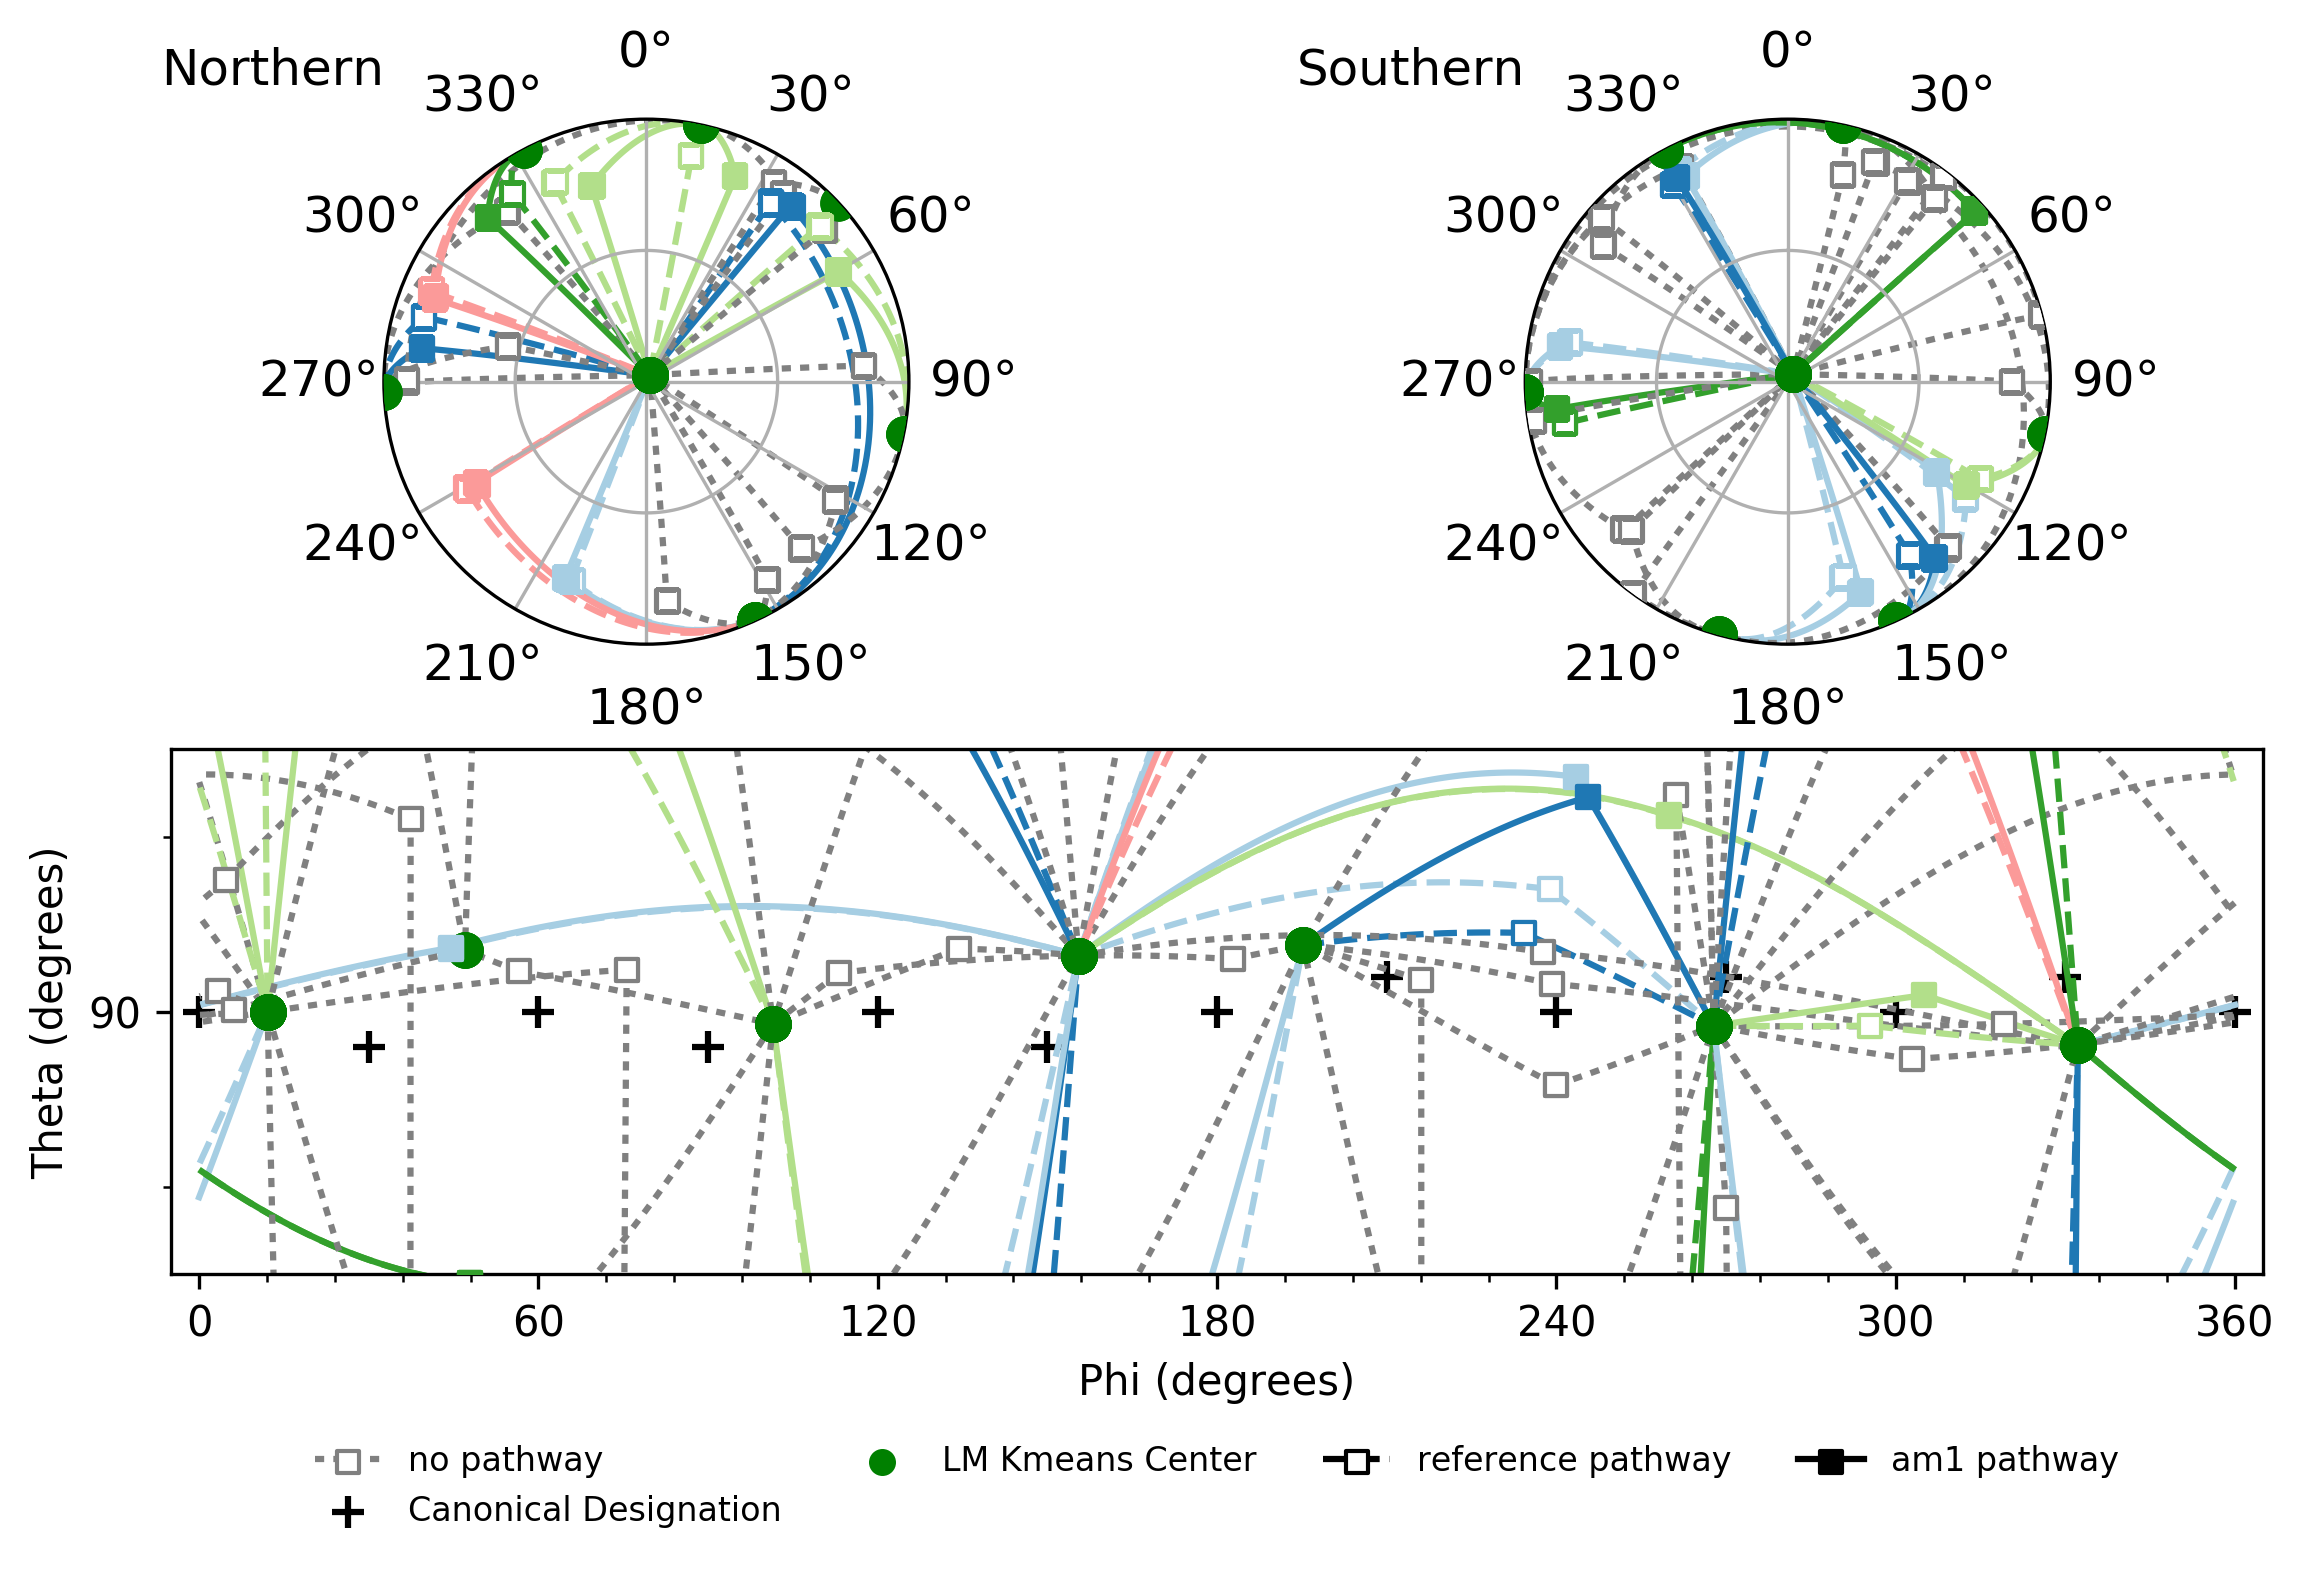 Northern
0°
30°
60°
90°
120°
150°
180°
210°
240°
270°
300°
330°
Southern
0°
30°
60°
90°
120°
150°
180°
210°
240°
270°
300°
330°
Theta (degrees)
90
0 60 120 180 240 300 360
Phi (degrees)
no pathway
Canonical Designation
LM Kmeans Center
reference pathway
am1 pathway